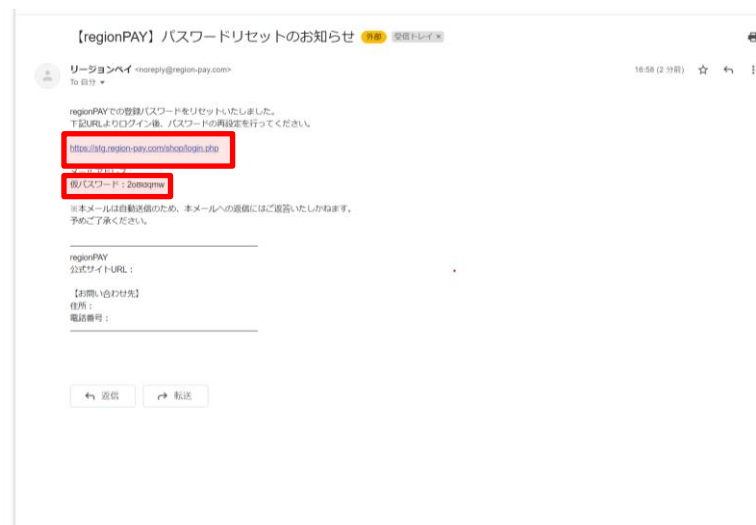 【regionPAY】パスワードリセットのお知らせ 外部 受信トレイ ×
リージョンペイ <noreply@region-pay.com>
16:58 (2 分前)
To 自分
regionPAYでの登録パスワードをリセットいたしました。
下記URLよりログイン後、パスワードの再設定を行ってください。
https://stg.region-pay.com/shop/login.php
メールアドレス:
仮パスワード:
※本メールは自動送信のため、本メールへの返信にはご返答いたしかねます。
予めご了承ください。
regionPAY
公式サイトURL:
【お問い合わせ先】
住所:
電話番号:
返信
転送